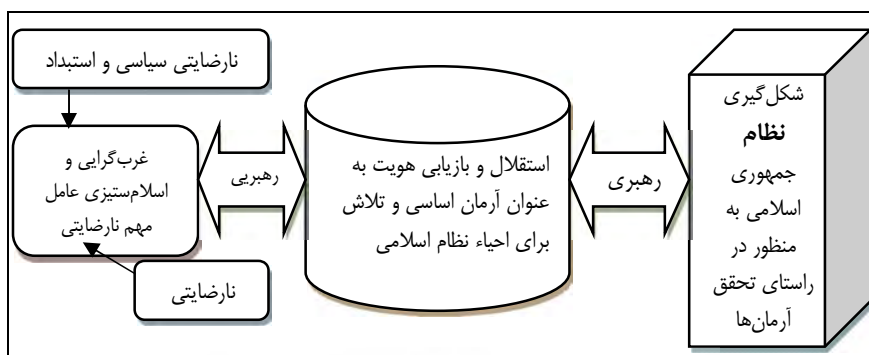 شکل‌گیری
نظام
جمهوری
اسلامی به
منظور در
راستای تحقق
آرمان‌ها
رهبری
استقلال و بازیابی هویت به
عنوان آرمان اساسی و تلاش
برای احیاء نظام اسلامی
رهبریی
نارضایتی سیاسی و استبداد
غرب‌گرایی و
اسلام‌ستیزی عامل
مهم نارضایتی
نارضایتی